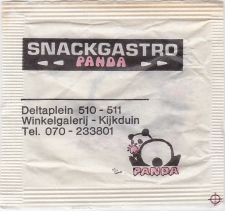 SNACKGASTRO
PANDA
Deltaplein 510 - 511
Winkelgalerij - Kijkduin
Tel. 070 - 233801
PANDA